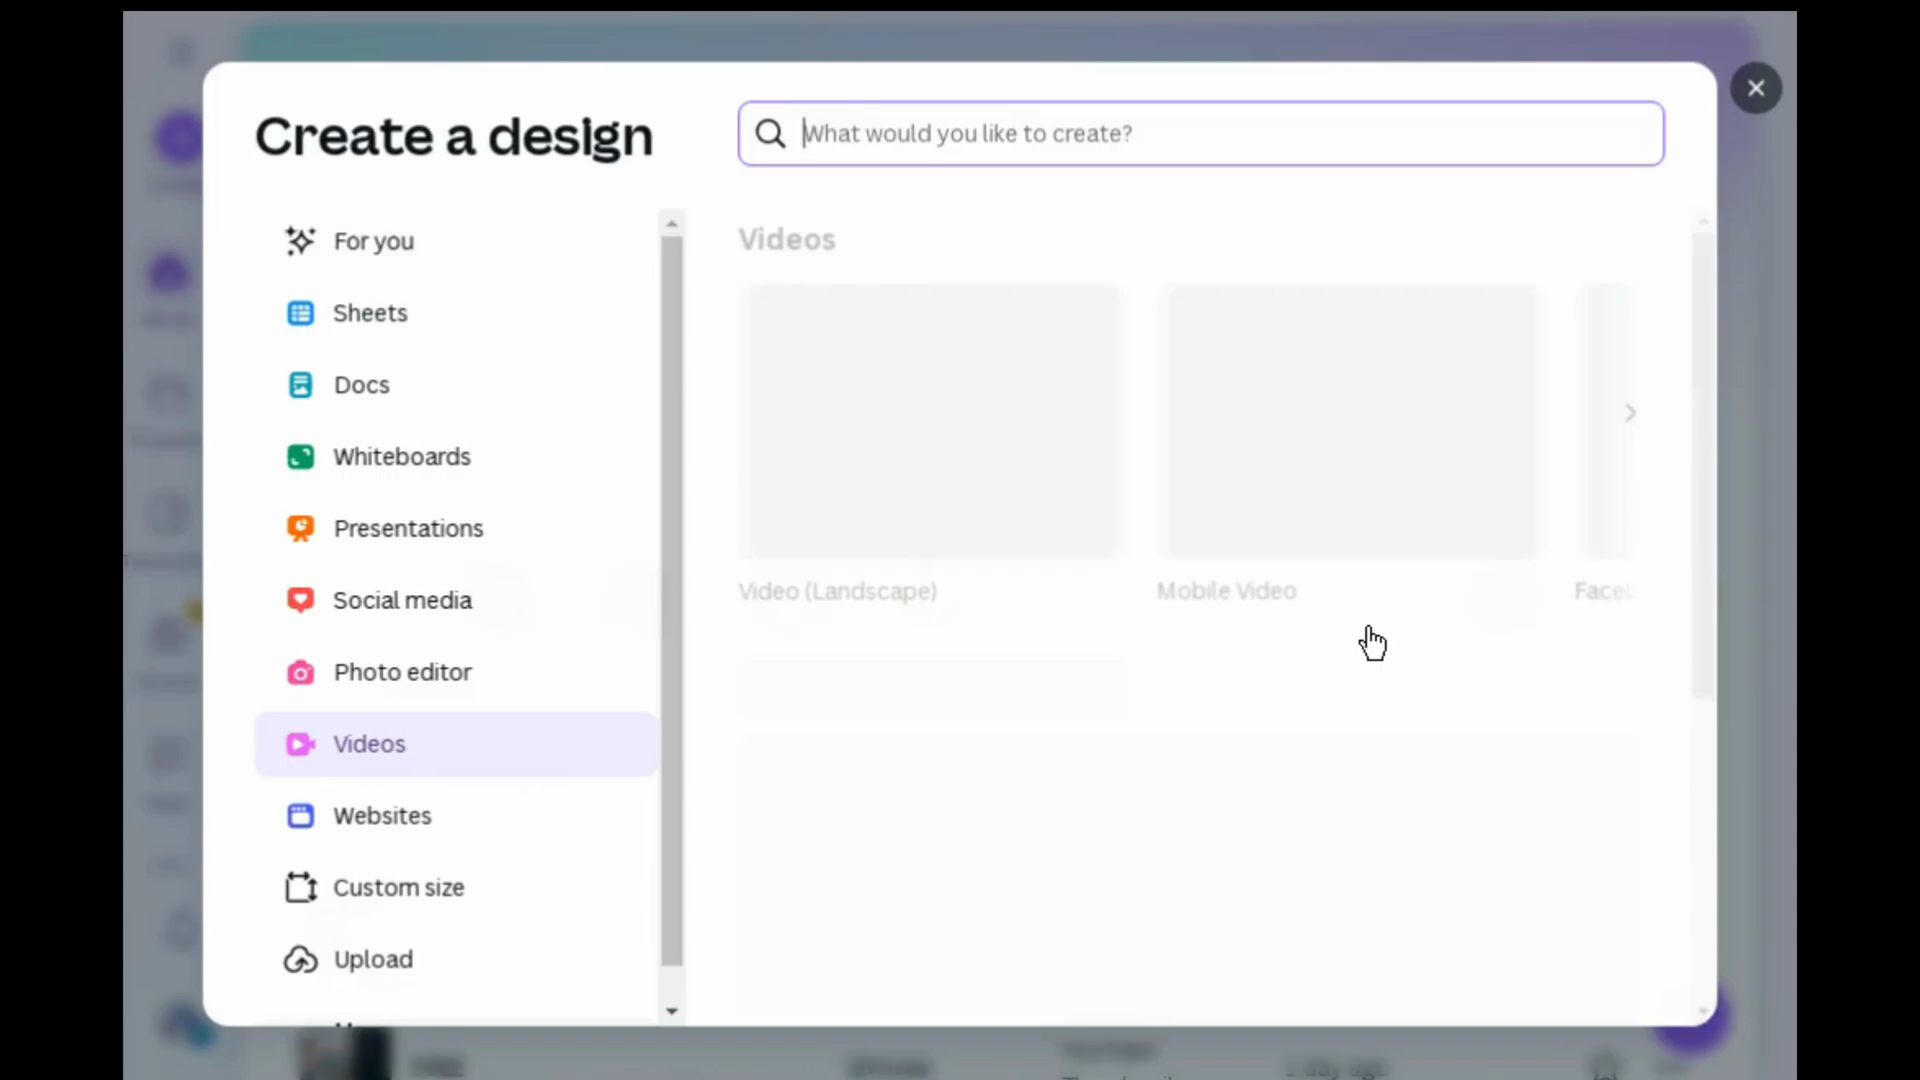 Create a design
What would you like to create?
For you
Sheets
Docs
Whiteboards
Presentations
Social media
Photo editor
Videos
Websites
Custom size
Upload
Videos
Video (Landscape)
Mobile Video